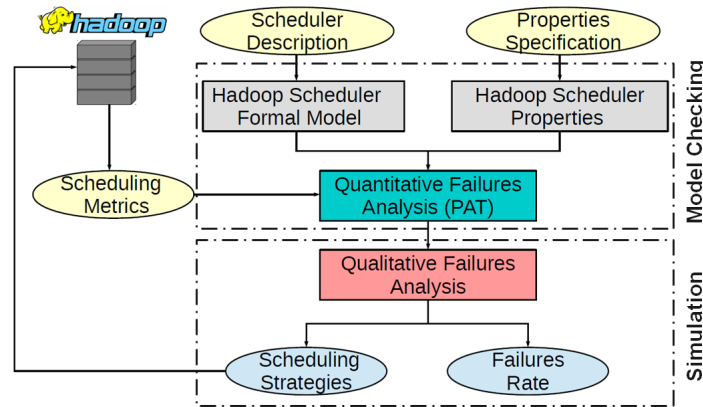 hadoop
Scheduler
Description
Properties
Specification
Hadoop Scheduler
Formal Model
Hadoop Scheduler
Properties
Model Checking
Scheduling
Metrics
Quantitative Failures
Analysis (PAT)
Qualitative Failures
Analysis
Simulation
Scheduling
Strategies
Failures
Rate